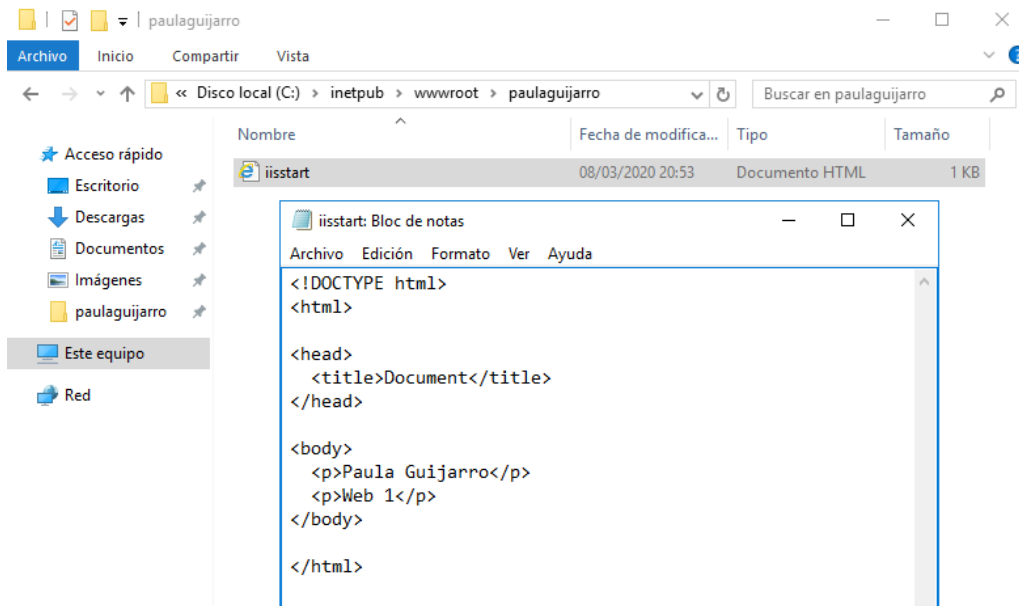 paulaguijarro
Archivo Inicio Compartir Vista
« Disco local (C:) > inetpub > wwwroot > paulaguijarro
Buscar en paulaguijarro
Nombre Fecha de modifica... Tipo Tamaño
Acceso rápido
Escritorio
Descargas
Documentos
Imágenes
paulaguijarro
Este equipo
Red
iisstart 08/03/2020 20:53 Documento HTML 1 KB
iisstart: Bloc de notas
Archivo Edición Formato Ver Ayuda
<!DOCTYPE html>
<html>
<head>
<title>Document</title>
</head>
<body>
<p>Paula Guijarro</p>
<p>Web 1</p>
</body>
</html>